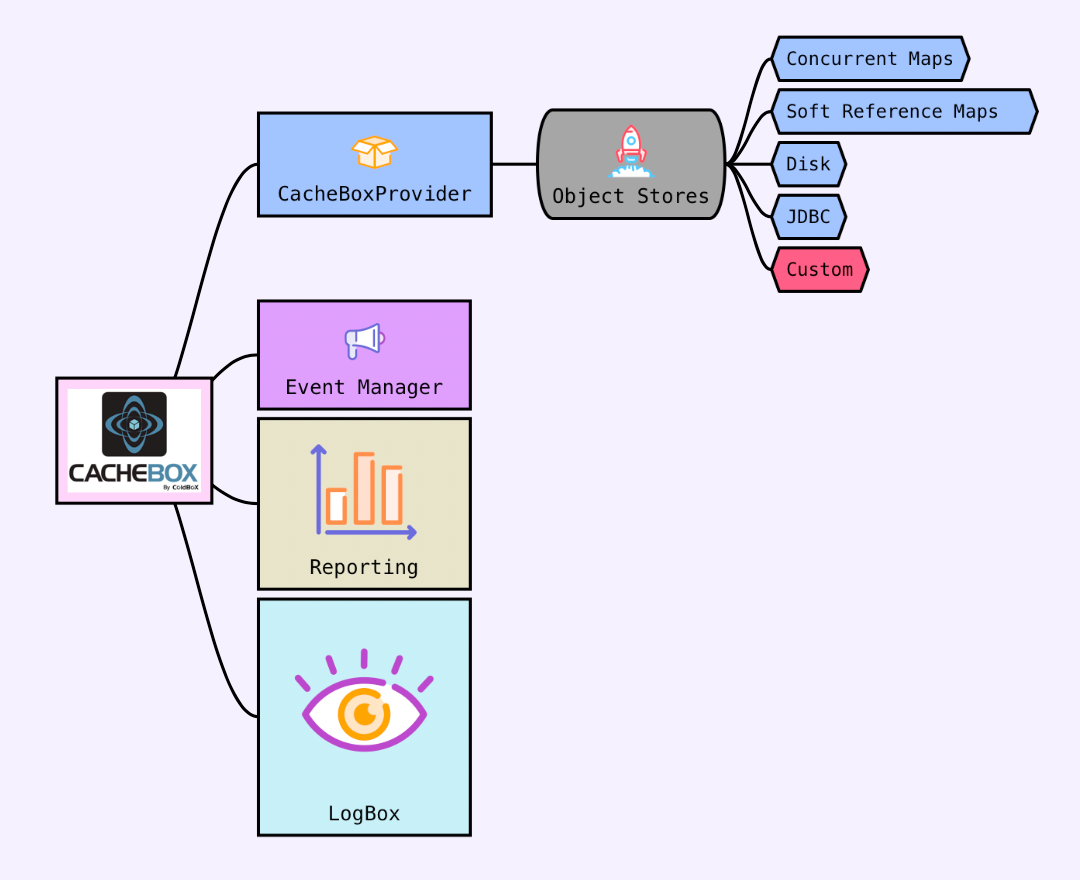 Concurrent Maps
Soft Reference Maps
Disk
JDBC
Custom
CacheBoxProvider
Object Stores
Event Manager
CACHEBOX
By ColdBox
Reporting
LogBox